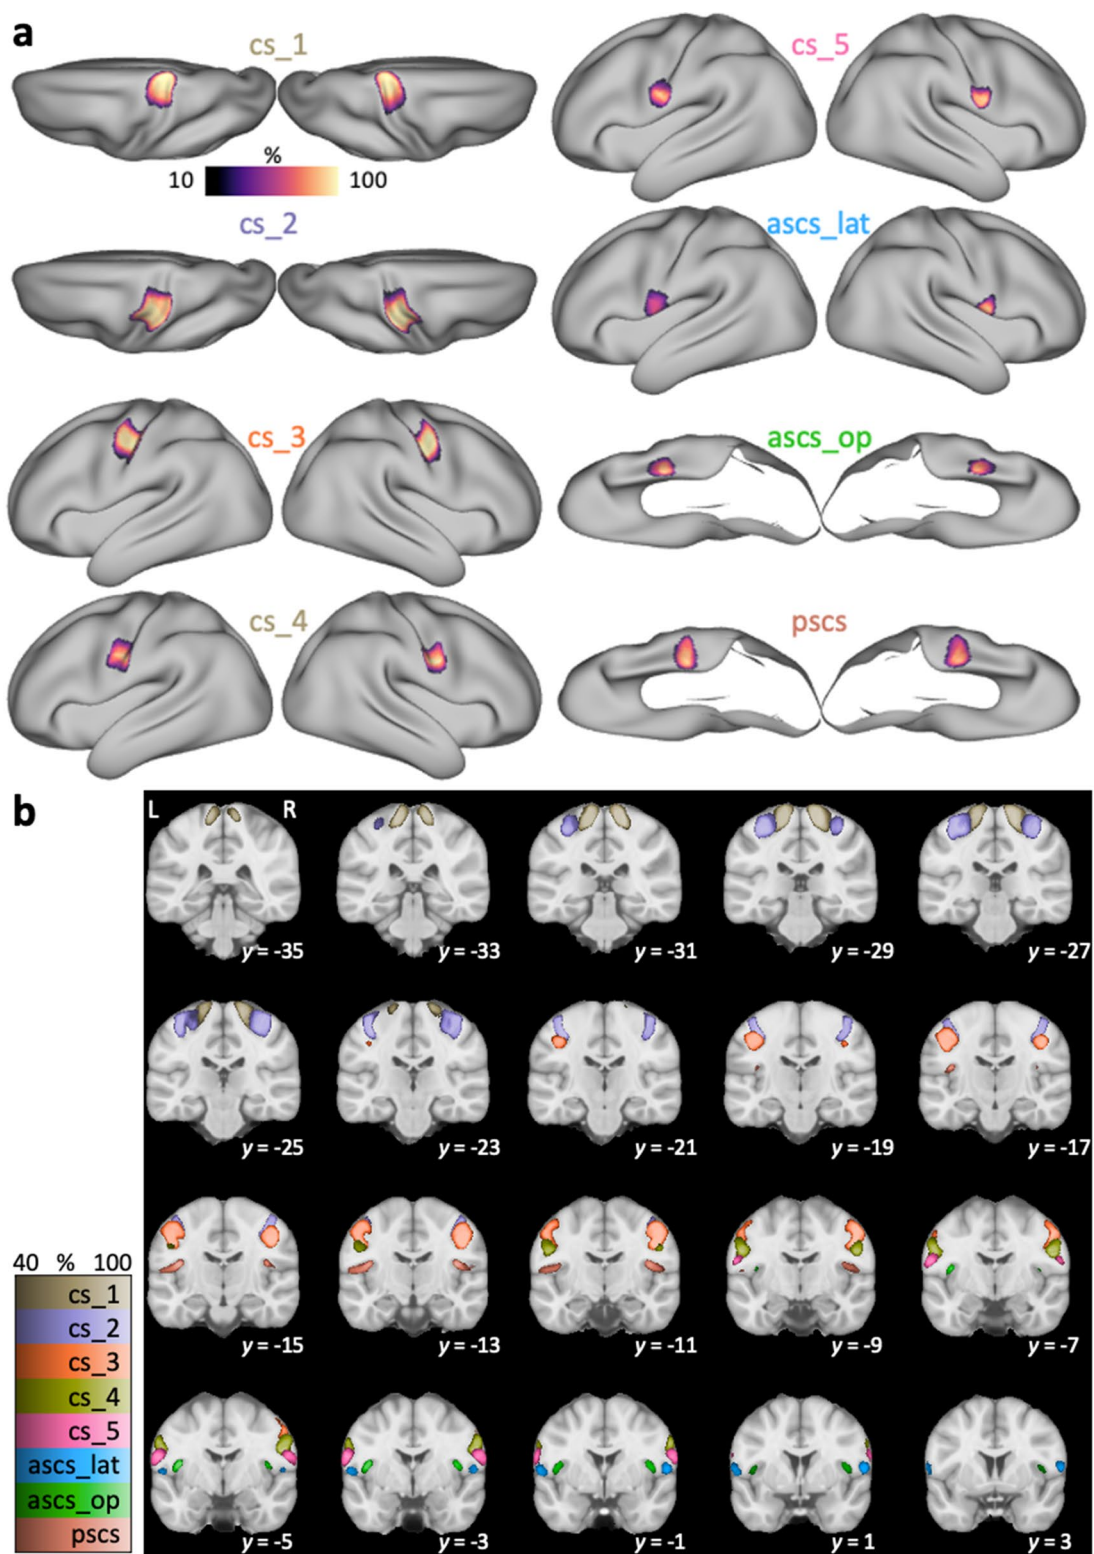 a
cs_1
cs_5
%
10 100
cs_2
ascs_lat
cs_3
ascs_op
cs_4
pscs
b
L R
y = -35 y = -33 y = -31 y = -29 y = -27
y = -25 y = -23 y = -21 y = -19 y = -17
y = -15 y = -13 y = -11 y = -9 y = -7
40 % 100
cs_1
cs_2
cs_3
cs_4
cs_5
ascs_lat
ascs_op
pscs
y = -5 y = -3 y = -1 y = 1 y = 3